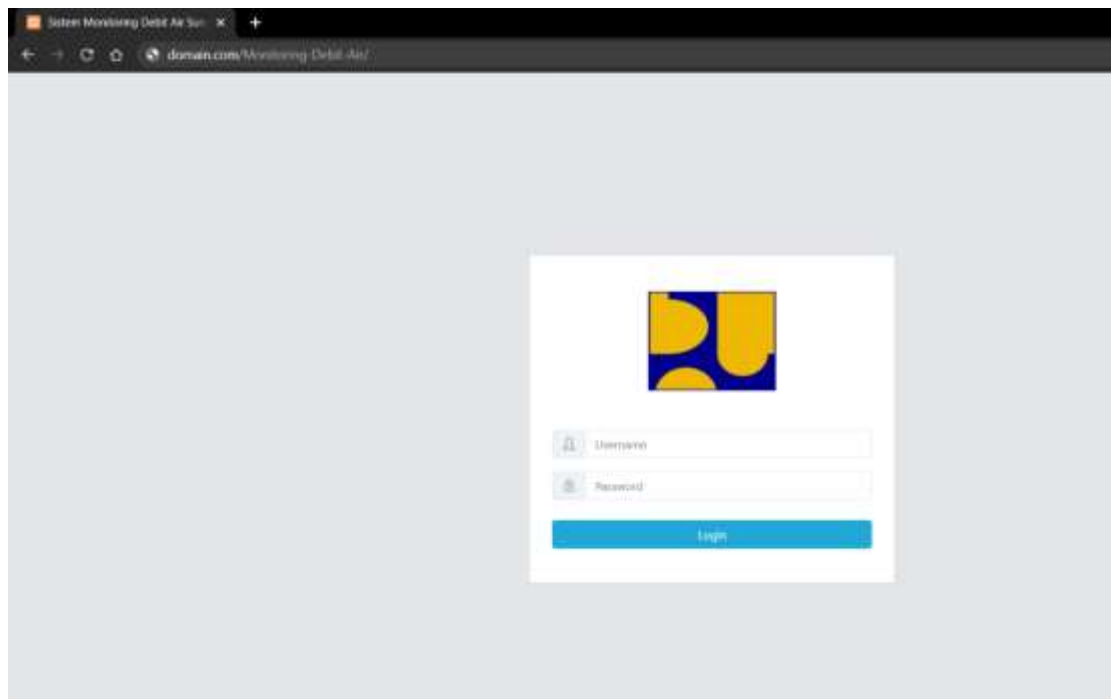 Sistem Monitoring Debit Air Sun
domain.com/Monitoring-Debit-Air/
Username
Password
Login